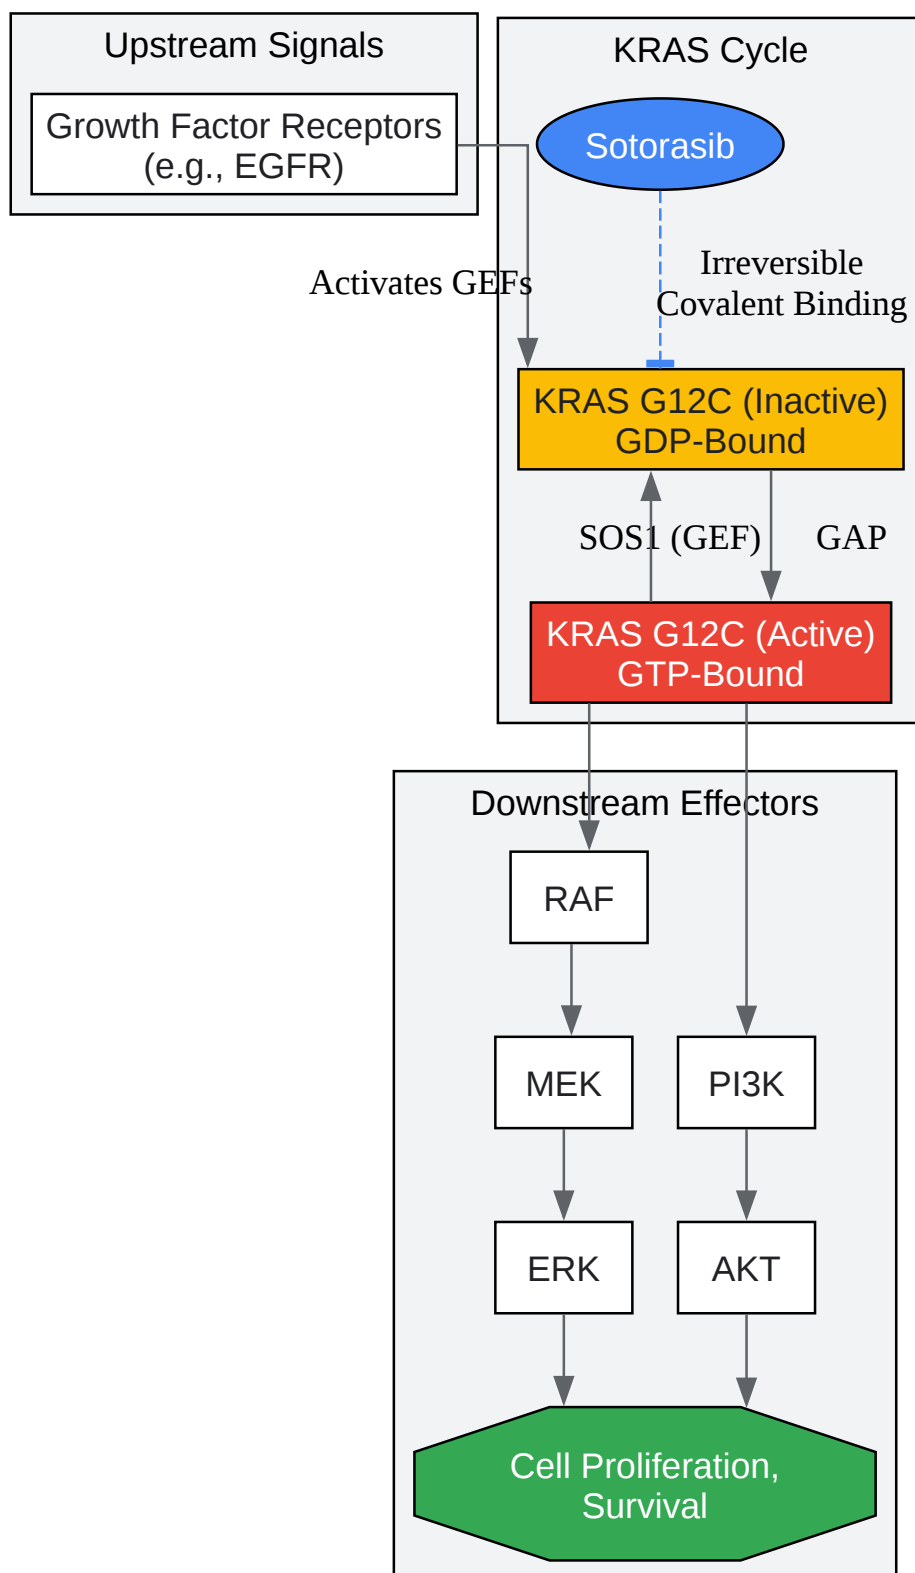 Upstream Signals
Growth Factor Receptors
(e.g., EGFR)
KRAS Cycle
Sotorasib
Activates GEFs
Irreversible
Covalent Binding
KRAS G12C (Inactive)
GDP-Bound
SOS1 (GEF)
GAP
KRAS G12C (Active)
GTP-Bound
Downstream Effectors
RAF
MEK
PI3K
ERK
AKT
Cell Proliferation,
Survival